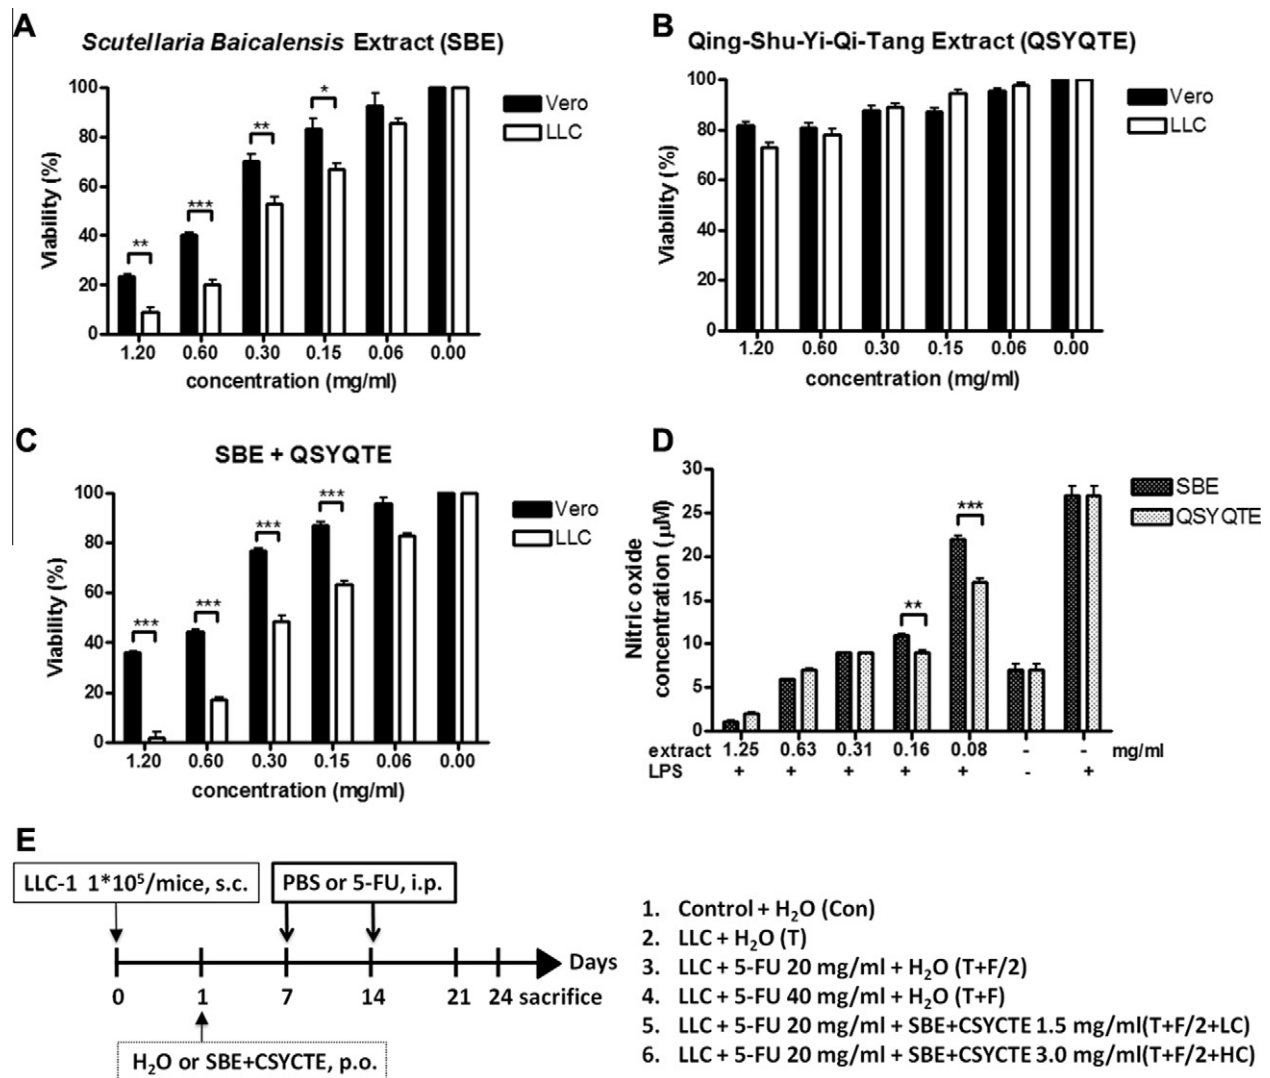 A
Scutellaria Baicalensis Extract (SBE)
100
80
60
40
20
0
Viability (%)
**
***
**
*
Vero
LLC
1.20 0.60 0.30 0.15 0.06 0.00
concentration (mg/ml)
B
Qing-Shu-Yi-Qi-Tang Extract (QSYQTE)
100
80
60
40
20
0
Viability (%)
Vero
LLC
1.20 0.60 0.30 0.15 0.06 0.00
concentration (mg/ml)
C
SBE + QSYQTE
100
80
60
40
20
0
Viability (%)
***
***
***
***
Vero
LLC
1.20 0.60 0.30 0.15 0.06 0.00
concentration (mg/ml)
D
30
25
20
15
10
5
0
Nitric oxide
concentration (μM)
**
***
SBE
QSYQTE
extract 1.25 0.63 0.31 0.16 0.08 - - mg/ml
LPS + + + + + - +
E
LLC-1 1*10⁵/mice, s.c.
PBS or 5-FU, i.p.
Days
0 1 7 14 21 24 sacrifice
H₂O or SBE+CSYCTE, p.o.
1. Control + H₂O (Con)
2. LLC + H₂O (T)
3. LLC + 5-FU 20 mg/ml + H₂O (T+F/2)
4. LLC + 5-FU 40 mg/ml + H₂O (T+F)
5. LLC + 5-FU 20 mg/ml + SBE+CSYCTE 1.5 mg/ml(T+F/2+LC)
6. LLC + 5-FU 20 mg/ml + SBE+CSYCTE 3.0 mg/ml(T+F/2+HC)